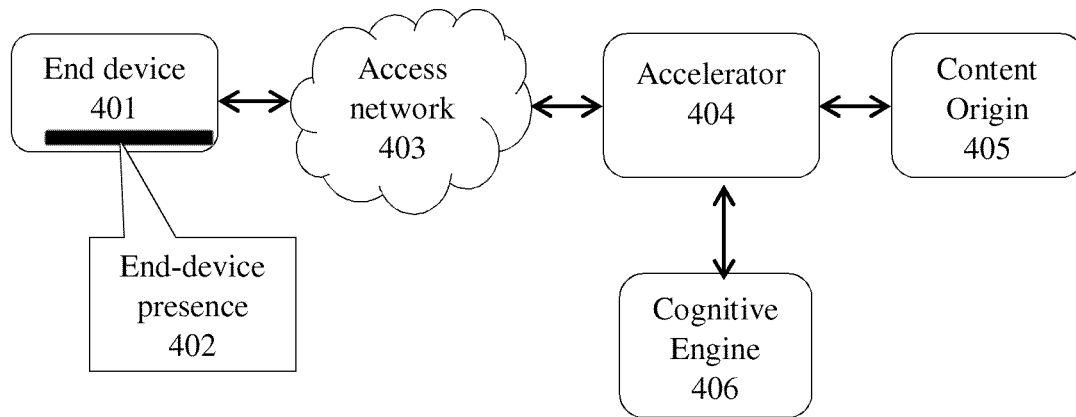 End device
401
Access
network
403
Accelerator
404
Content
Origin
405
End-device
presence
402
Cognitive
Engine
406